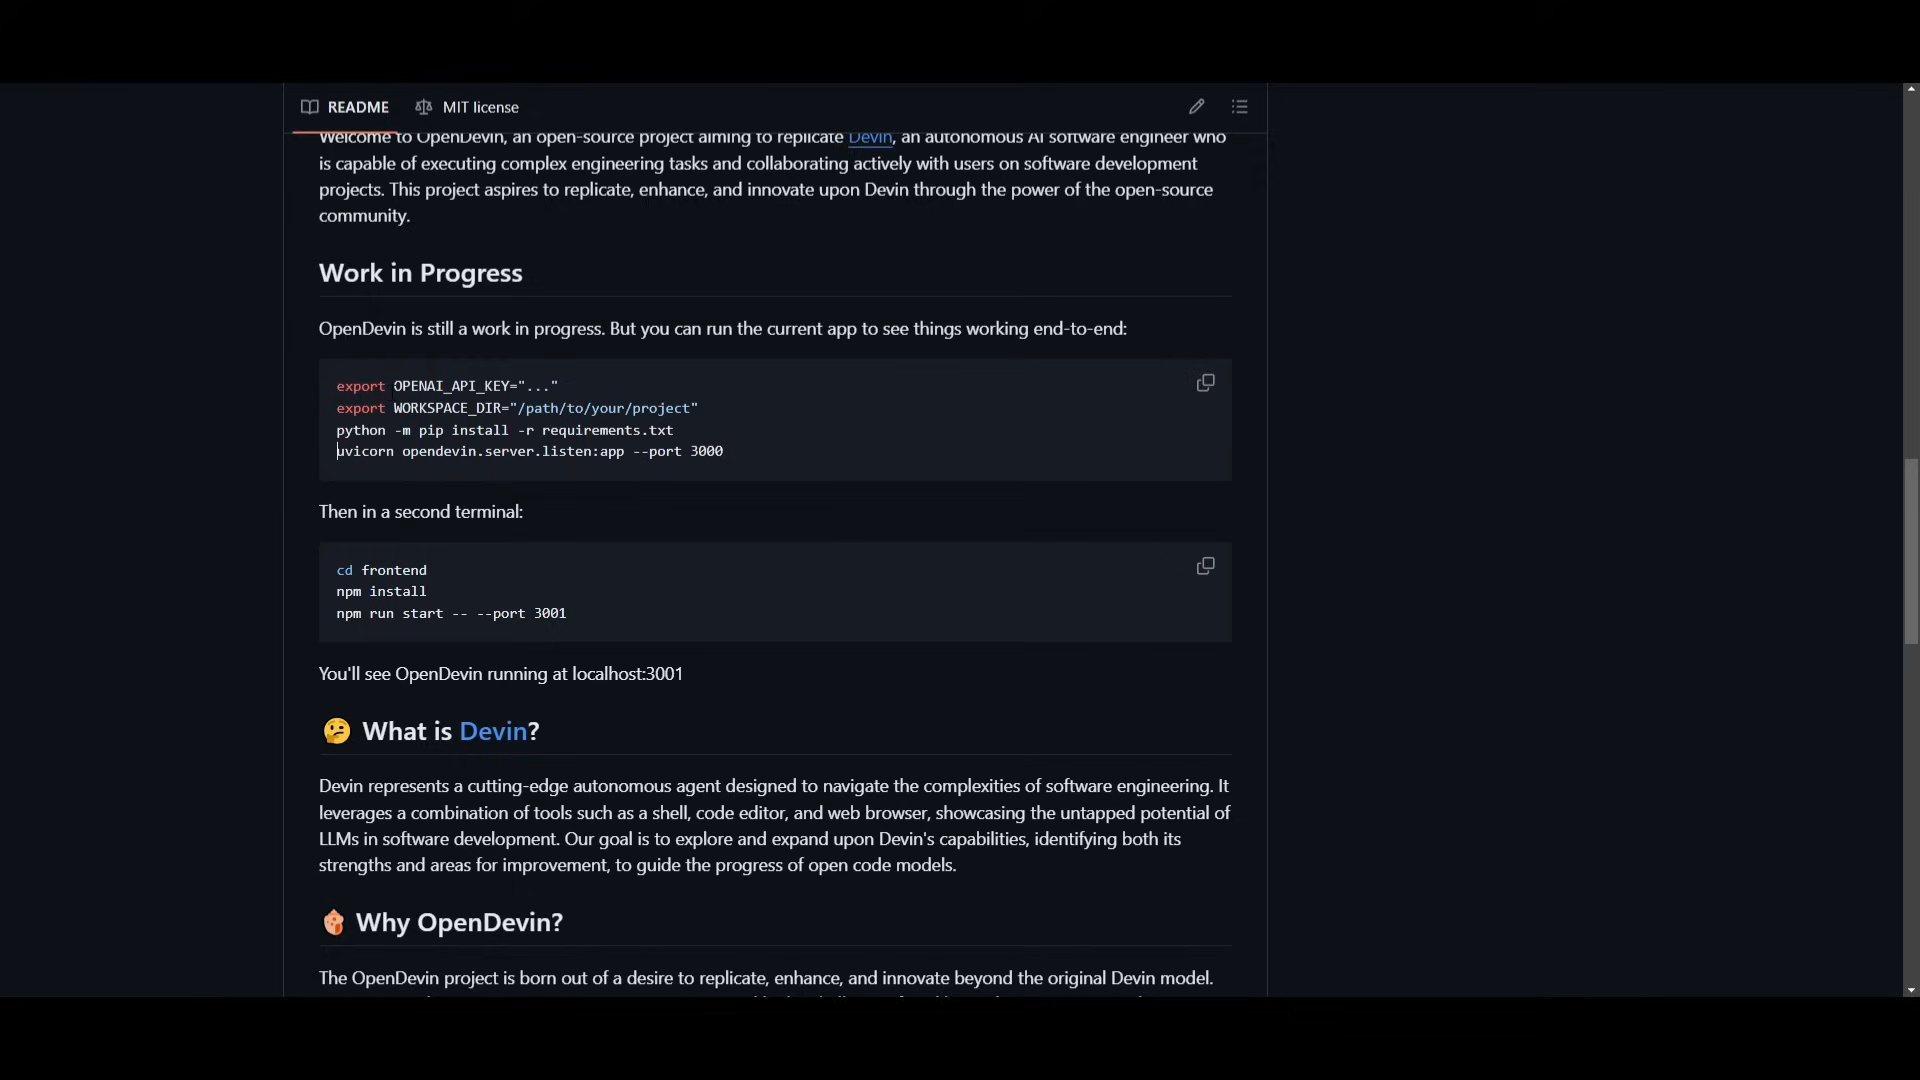 README
MIT license
Welcome to OpenDevin, an open-source project aiming to replicate Devin, an autonomous AI software engineer who
is capable of executing complex engineering tasks and collaborating actively with users on software development
projects. This project aspires to replicate, enhance, and innovate upon Devin through the power of the open-source
community.
Work in Progress
OpenDevin is still a work in progress. But you can run the current app to see things working end-to-end:
export OPENAI_API_KEY="..."
export WORKSPACE_DIR="/path/to/your/project"
python -m pip install -r requirements.txt
uvicorn opendevin.server.listen:app --port 3000
Then in a second terminal:
cd frontend
npm install
npm run start -- --port 3001
You'll see OpenDevin running at localhost:3001
🤔 What is Devin?
Devin represents a cutting-edge autonomous agent designed to navigate the complexities of software engineering. It
leverages a combination of tools such as a shell, code editor, and web browser, showcasing the untapped potential of
LLMs in software development. Our goal is to explore and expand upon Devin's capabilities, identifying both its
strengths and areas for improvement, to guide the progress of open code models.
Why OpenDevin?
The OpenDevin project is born out of a desire to replicate, enhance, and innovate beyond the original Devin model.